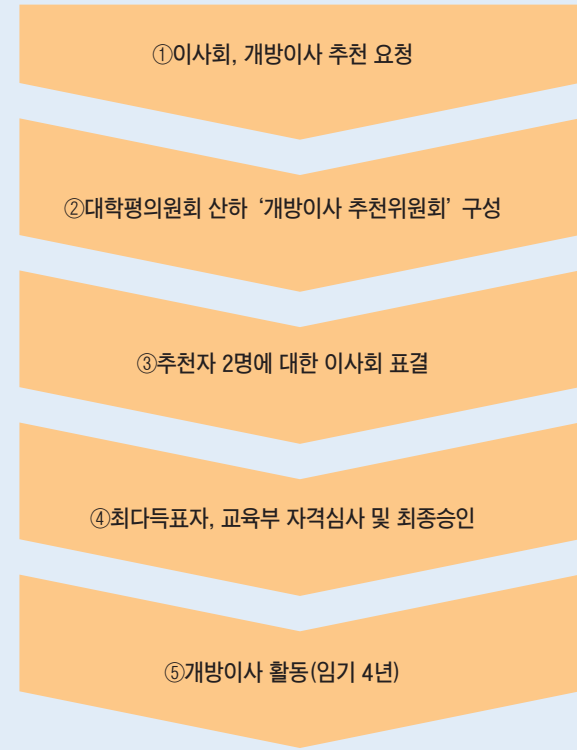 ①이사회, 개방이사 추천 요청
②대학평의원회 산하 ‘개방이사 추천위원회’ 구성
③추천자 2명에 대한 이사회 표결
④최다득표자, 교육부 자격심사 및 최종승인
⑤개방이사 활동(임기 4년)